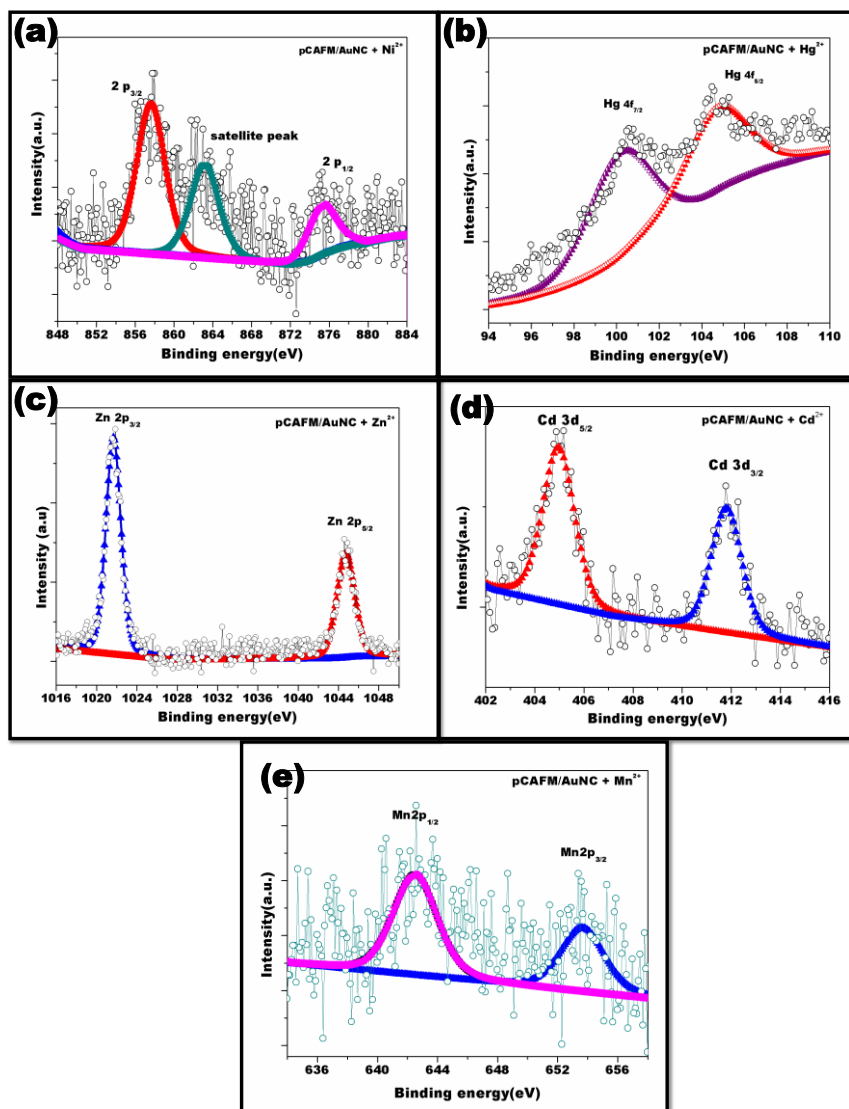 (a)
pCAFM/AuNC + Ni²⁺
2 p₃/₂
satellite peak
2 p₁/₂
Intensity(a.u.)
848 852 856 860 864 868 872 876 880 884
Binding energy(eV)
(b)
pCAFM/AuNC + Hg²⁺
Hg 4f₇/₂
Hg 4f₅/₂
Intensity(a.u.)
94 96 98 100 102 104 106 108 110
Binding energy(eV)
(c)
pCAFM/AuNC + Zn²⁺
Zn 2p₃/₂
Zn 2p₅/₂
Intensity (a.u)
1016 1020 1024 1028 1032 1036 1040 1044 1048
Binding energy(eV)
(d)
pCAFM/AuNC + Cd²⁺
Cd 3d₅/₂
Cd 3d₃/₂
Intensity(a.u.)
402 404 406 408 410 412 414 416
Binding energy(eV)
(e)
pCAFM/AuNC + Mn²⁺
Mn2p₁/₂
Mn2p₃/₂
Intensity(a.u.)
636 640 644 648 652 656
Binding energy(eV)